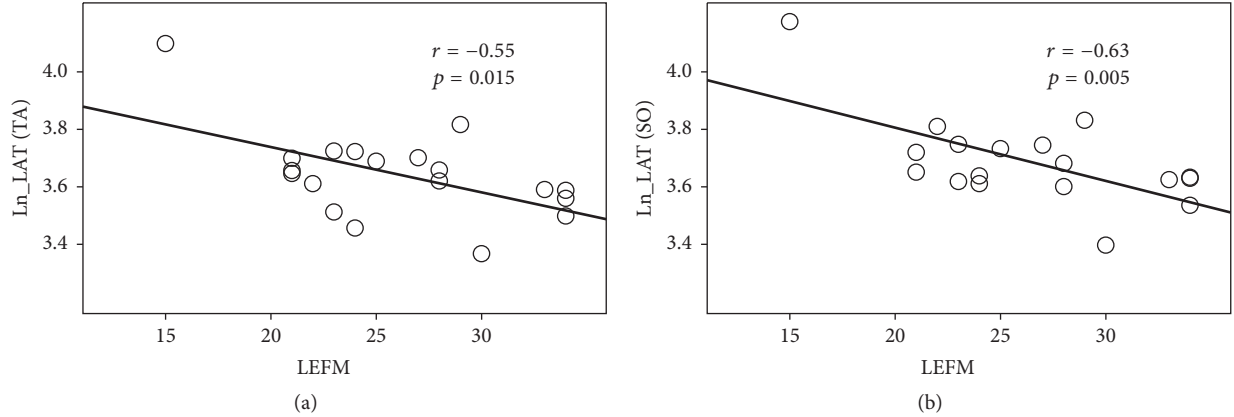 Ln_LAT (TA)
4.0
3.8
3.6
3.4
r = −0.55
p = 0.015
15
20
25
30
LEFM
(a)
Ln_LAT (SO)
4.0
3.8
3.6
3.4
r = −0.63
p = 0.005
15
20
25
30
LEFM
(b)